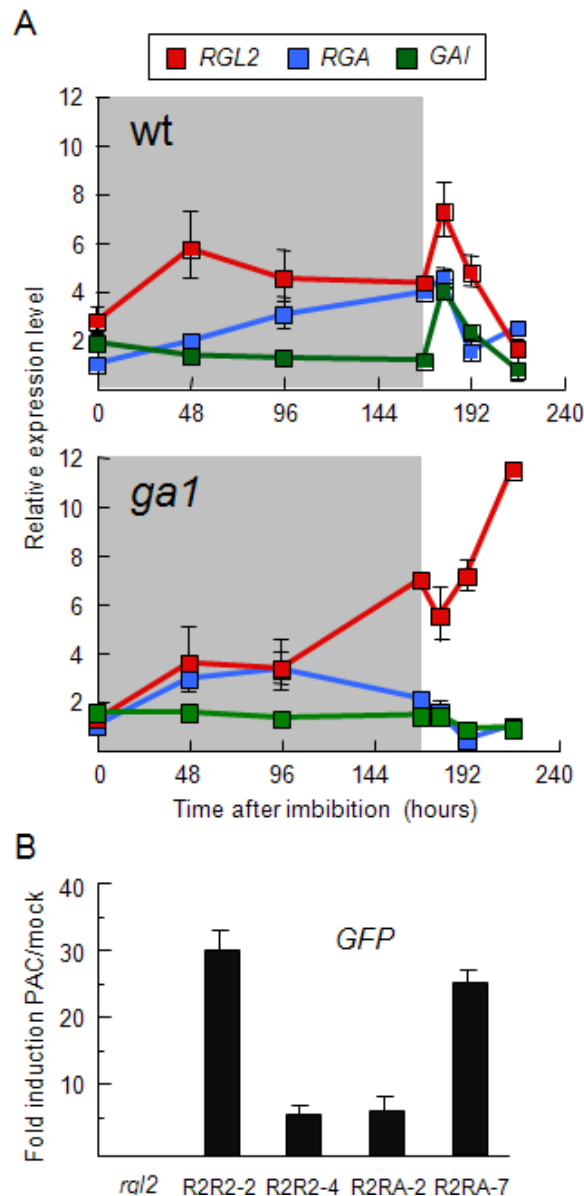 A
RGL2 RGA GAI
12
10
8
6
4
2
wt
0 48 96 144 192 240
Relative expression level
12
10
8
6
4
2
ga1
0 48 96 144 192 240
Time after imbibition (hours)
B
40
30
20
10
GFP
Fold induction PAC/mock
rgl2 R2R2-2 R2R2-4 R2RA-2 R2RA-7